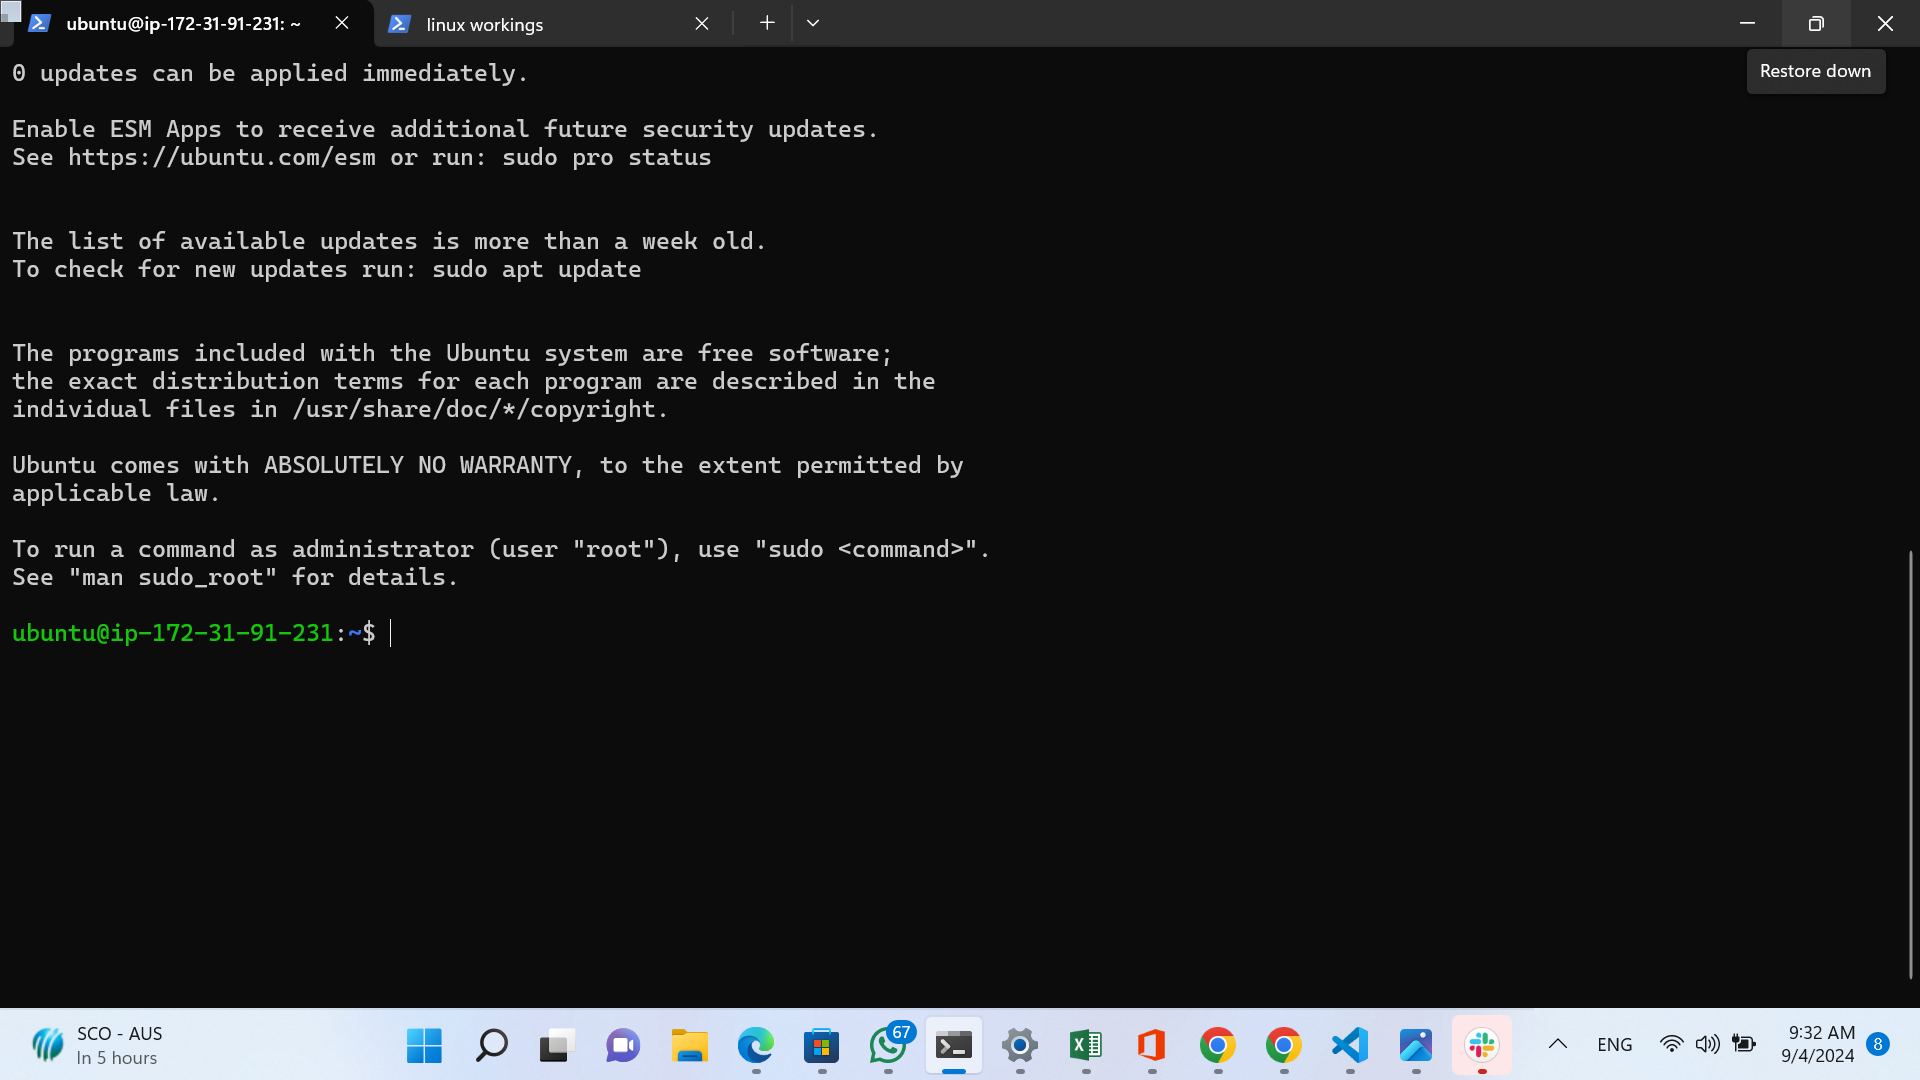 ubuntu@ip-172-31-91-231: ~
linux workings
Restore down
0 updates can be applied immediately.
Enable ESM Apps to receive additional future security updates.
See https://ubuntu.com/esm or run: sudo pro status
The list of available updates is more than a week old.
To check for new updates run: sudo apt update
The programs included with the Ubuntu system are free software;
the exact distribution terms for each program are described in the
individual files in /usr/share/doc/*/copyright.
Ubuntu comes with ABSOLUTELY NO WARRANTY, to the extent permitted by
applicable law.
To run a command as administrator (user "root"), use "sudo <command>".
See "man sudo_root" for details.
ubuntu@ip-172-31-91-231:~$
SCO - AUS
In 5 hours
67
ENG
9:32 AM
9/4/2024
8